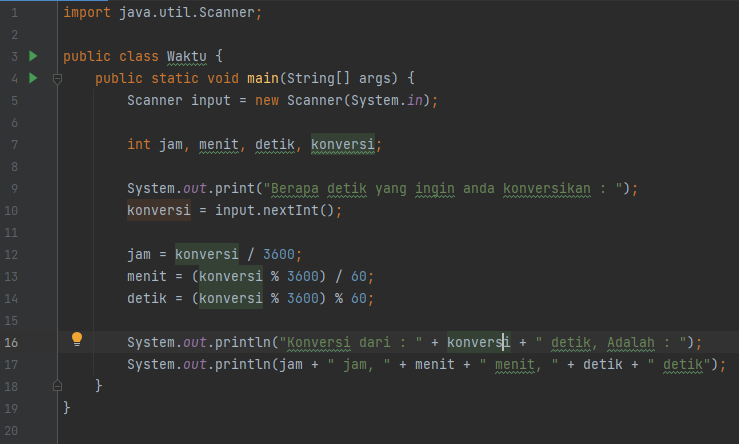 1 import java.util.Scanner;
2
3 public class Waktu {
4     public static void main(String[] args) {
5         Scanner input = new Scanner(System.in);
6
7         int jam, menit, detik, konversi;
8
9         System.out.print("Berapa detik yang ingin anda konversikan : ");
10         konversi = input.nextInt();
11
12         jam = konversi / 3600;
13         menit = (konversi % 3600) / 60;
14         detik = (konversi % 3600) % 60;
15
16         System.out.println("Konversi dari : " + konversi + " detik, Adalah : ");
17         System.out.println(jam + " jam, " + menit + " menit, " + detik + " detik");
18     }
19 }
20